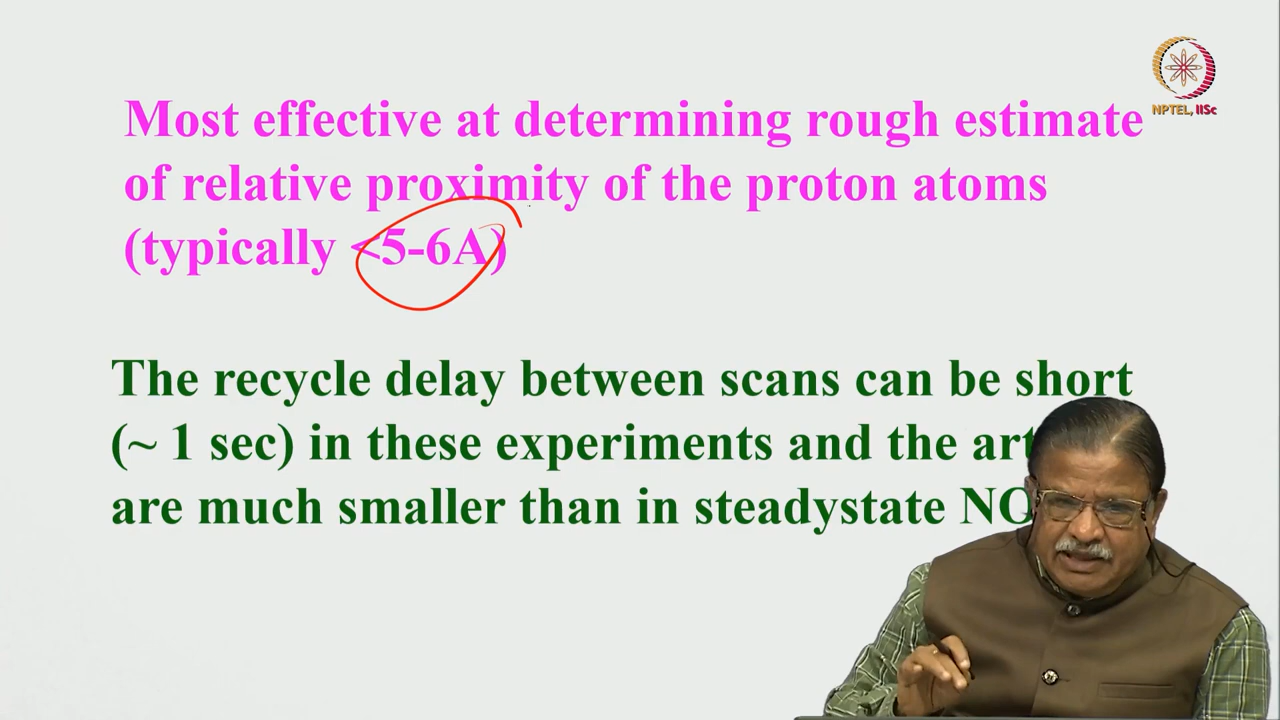 NPTEL, IISc
Most effective at determining rough estimate
of relative proximity of the proton atoms
(typically <5-6A)
The recycle delay between scans can be short
(~ 1 sec) in these experiments and the
are much smaller than in steadystate